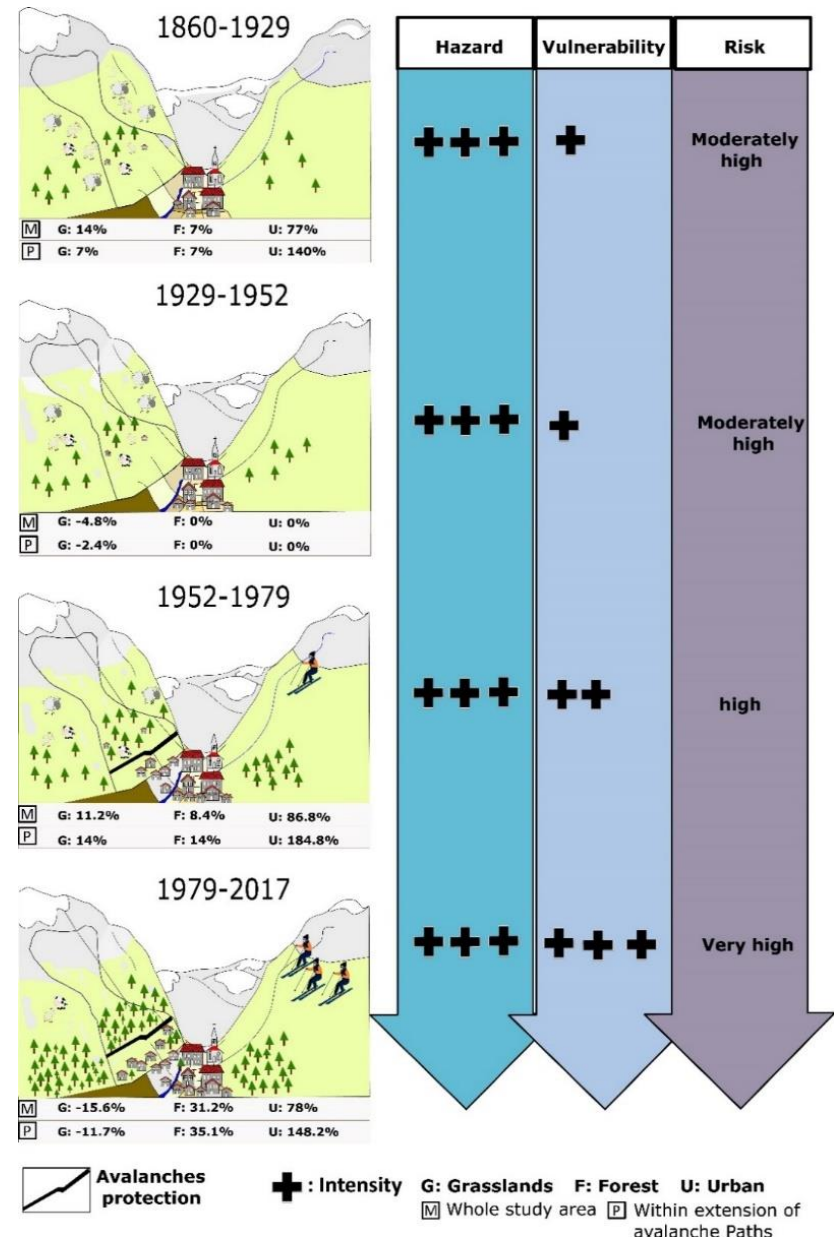 1860-1929
Hazard Vulnerability Risk
Moderately
high
M G: 14% F: 7% U: 77%
P G: 7% F: 7% U: 140%
1929-1952
Moderately
high
M G: -4.8% F: 0% U: 0%
P G: -2.4% F: 0% U: 0%
1952-1979
high
M G: 11.2% F: 8.4% U: 86.8%
P G: 14% F: 14% U: 184.8%
1979-2017
Very high
M G: -15.6% F: 31.2% U: 78%
P G: -11.7% F: 35.1% U: 148.2%
Avalanches
protection
: Intensity
G: Grasslands F: Forest U: Urban
M Whole study area P Within extension of
avalanche Paths